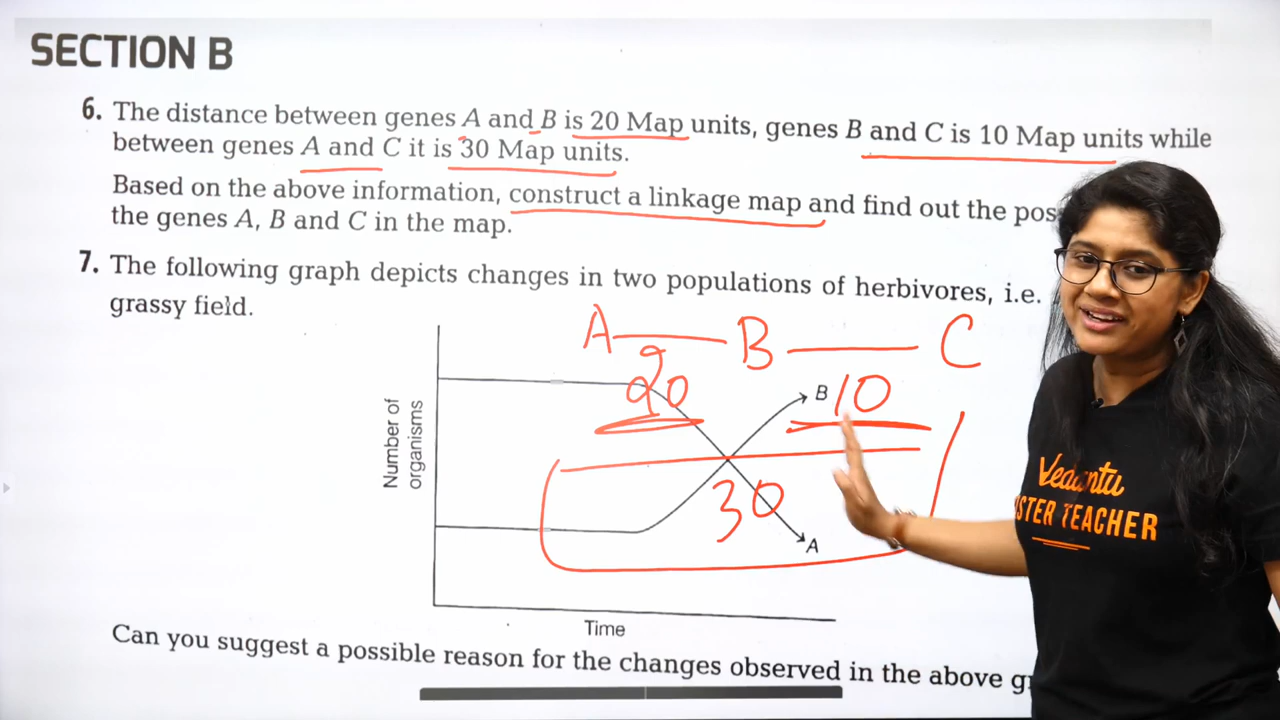 SECTION B
6. The distance between genes A and B is 20 Map units, genes B and C is 10 Map units while
between genes A and C it is 30 Map units.
Based on the above information, construct a linkage map and find out the
the genes A, B and C in the map.
7. The following graph depicts changes in two populations of herbivores, i.e.
grassy field.
A B C
20 10
B
Number of
organisms
30
A
Time
Can you suggest a possible reason for the changes observed in the above
Vedantu
MASTER TEACHER